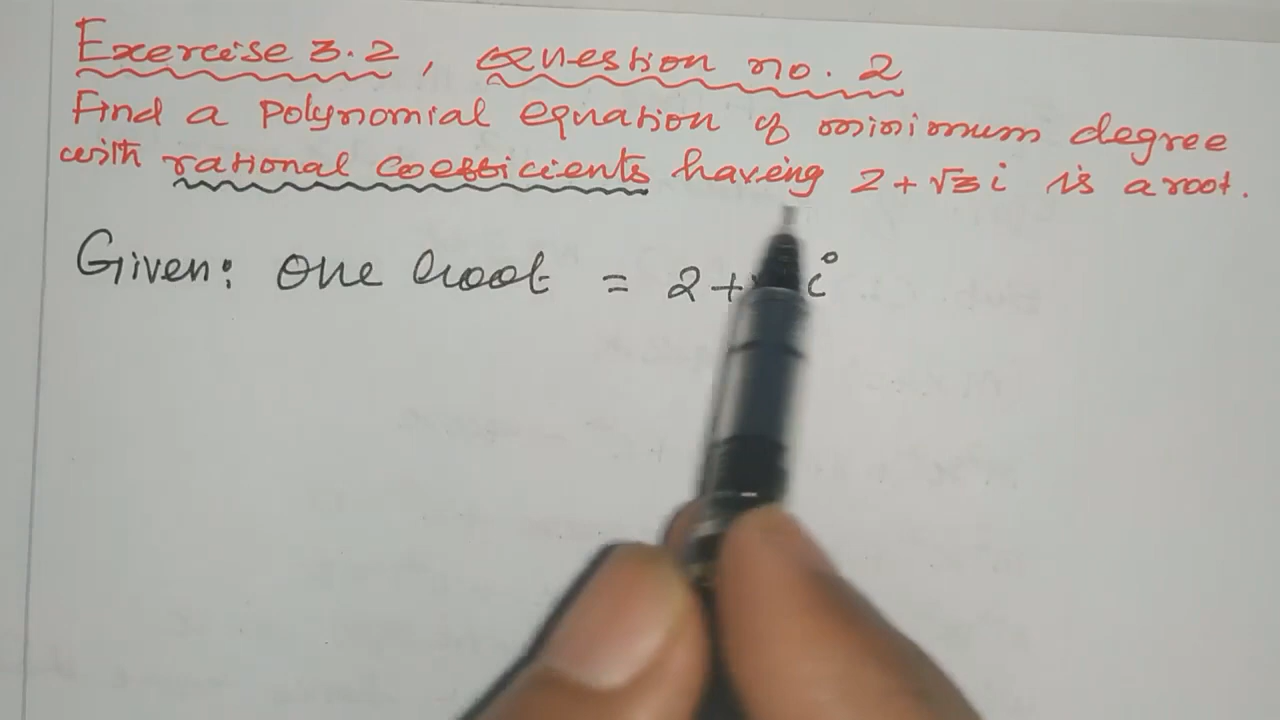 Exercise 3.2, Question no. 2
Find a polynomial equation of minimum degree
with rational coefficients having 2+√3i is a root.
Given: one root = 2+ i